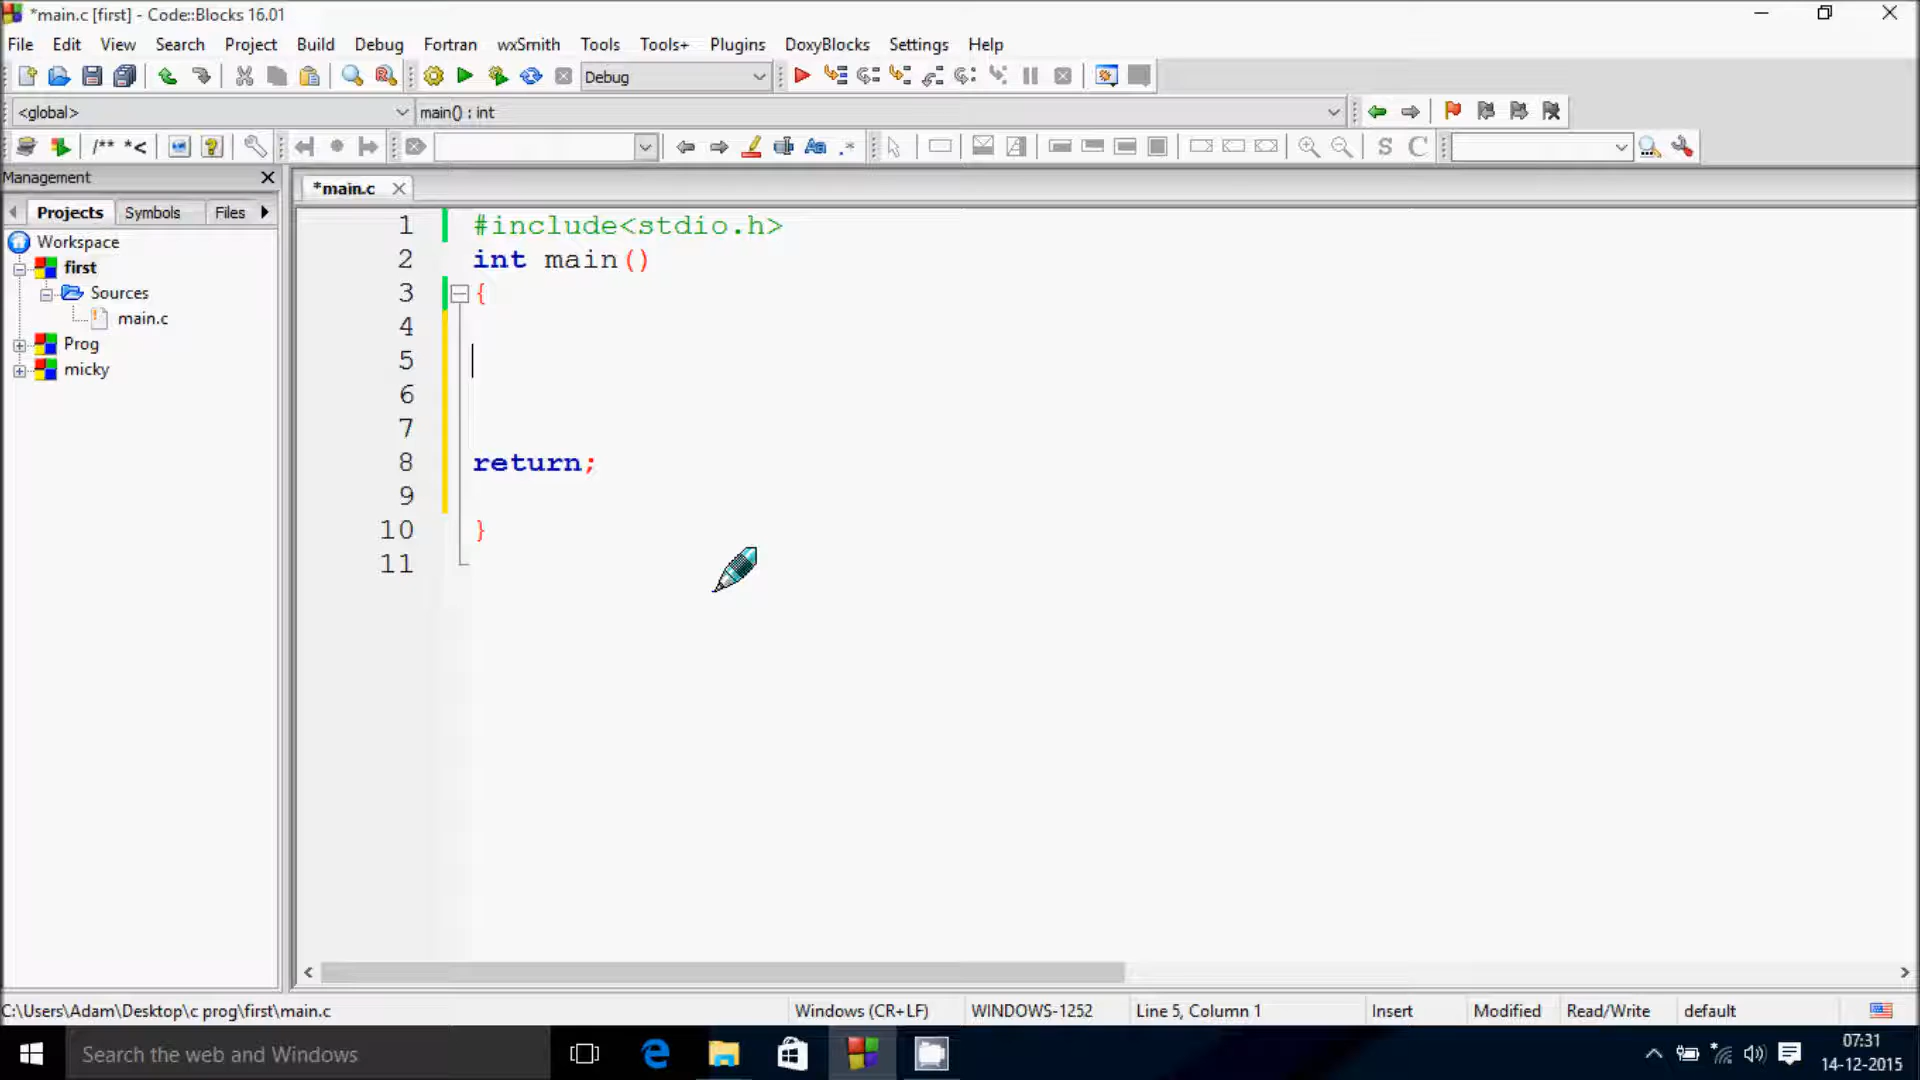 *main.c [first] - Code::Blocks 16.01
File Edit View Search Project Build Debug Fortran wxSmith Tools Tools+ Plugins DoxyBlocks Settings Help
Debug
<global> main() : int
/** *<
Aa .*
S C
Management
Projects Symbols Files
*main.c
Workspace
first
Sources
main.c
Prog
micky
1 #include<stdio.h>
2 int main()
3 {
4
5
6
7
8 return;
9
10 }
11
C:\Users\Adam\Desktop\c prog\first\main.c Windows (CR+LF) WINDOWS-1252 Line 5, Column 1 Insert Modified Read/Write default
Search the web and Windows
07:31
14-12-2015